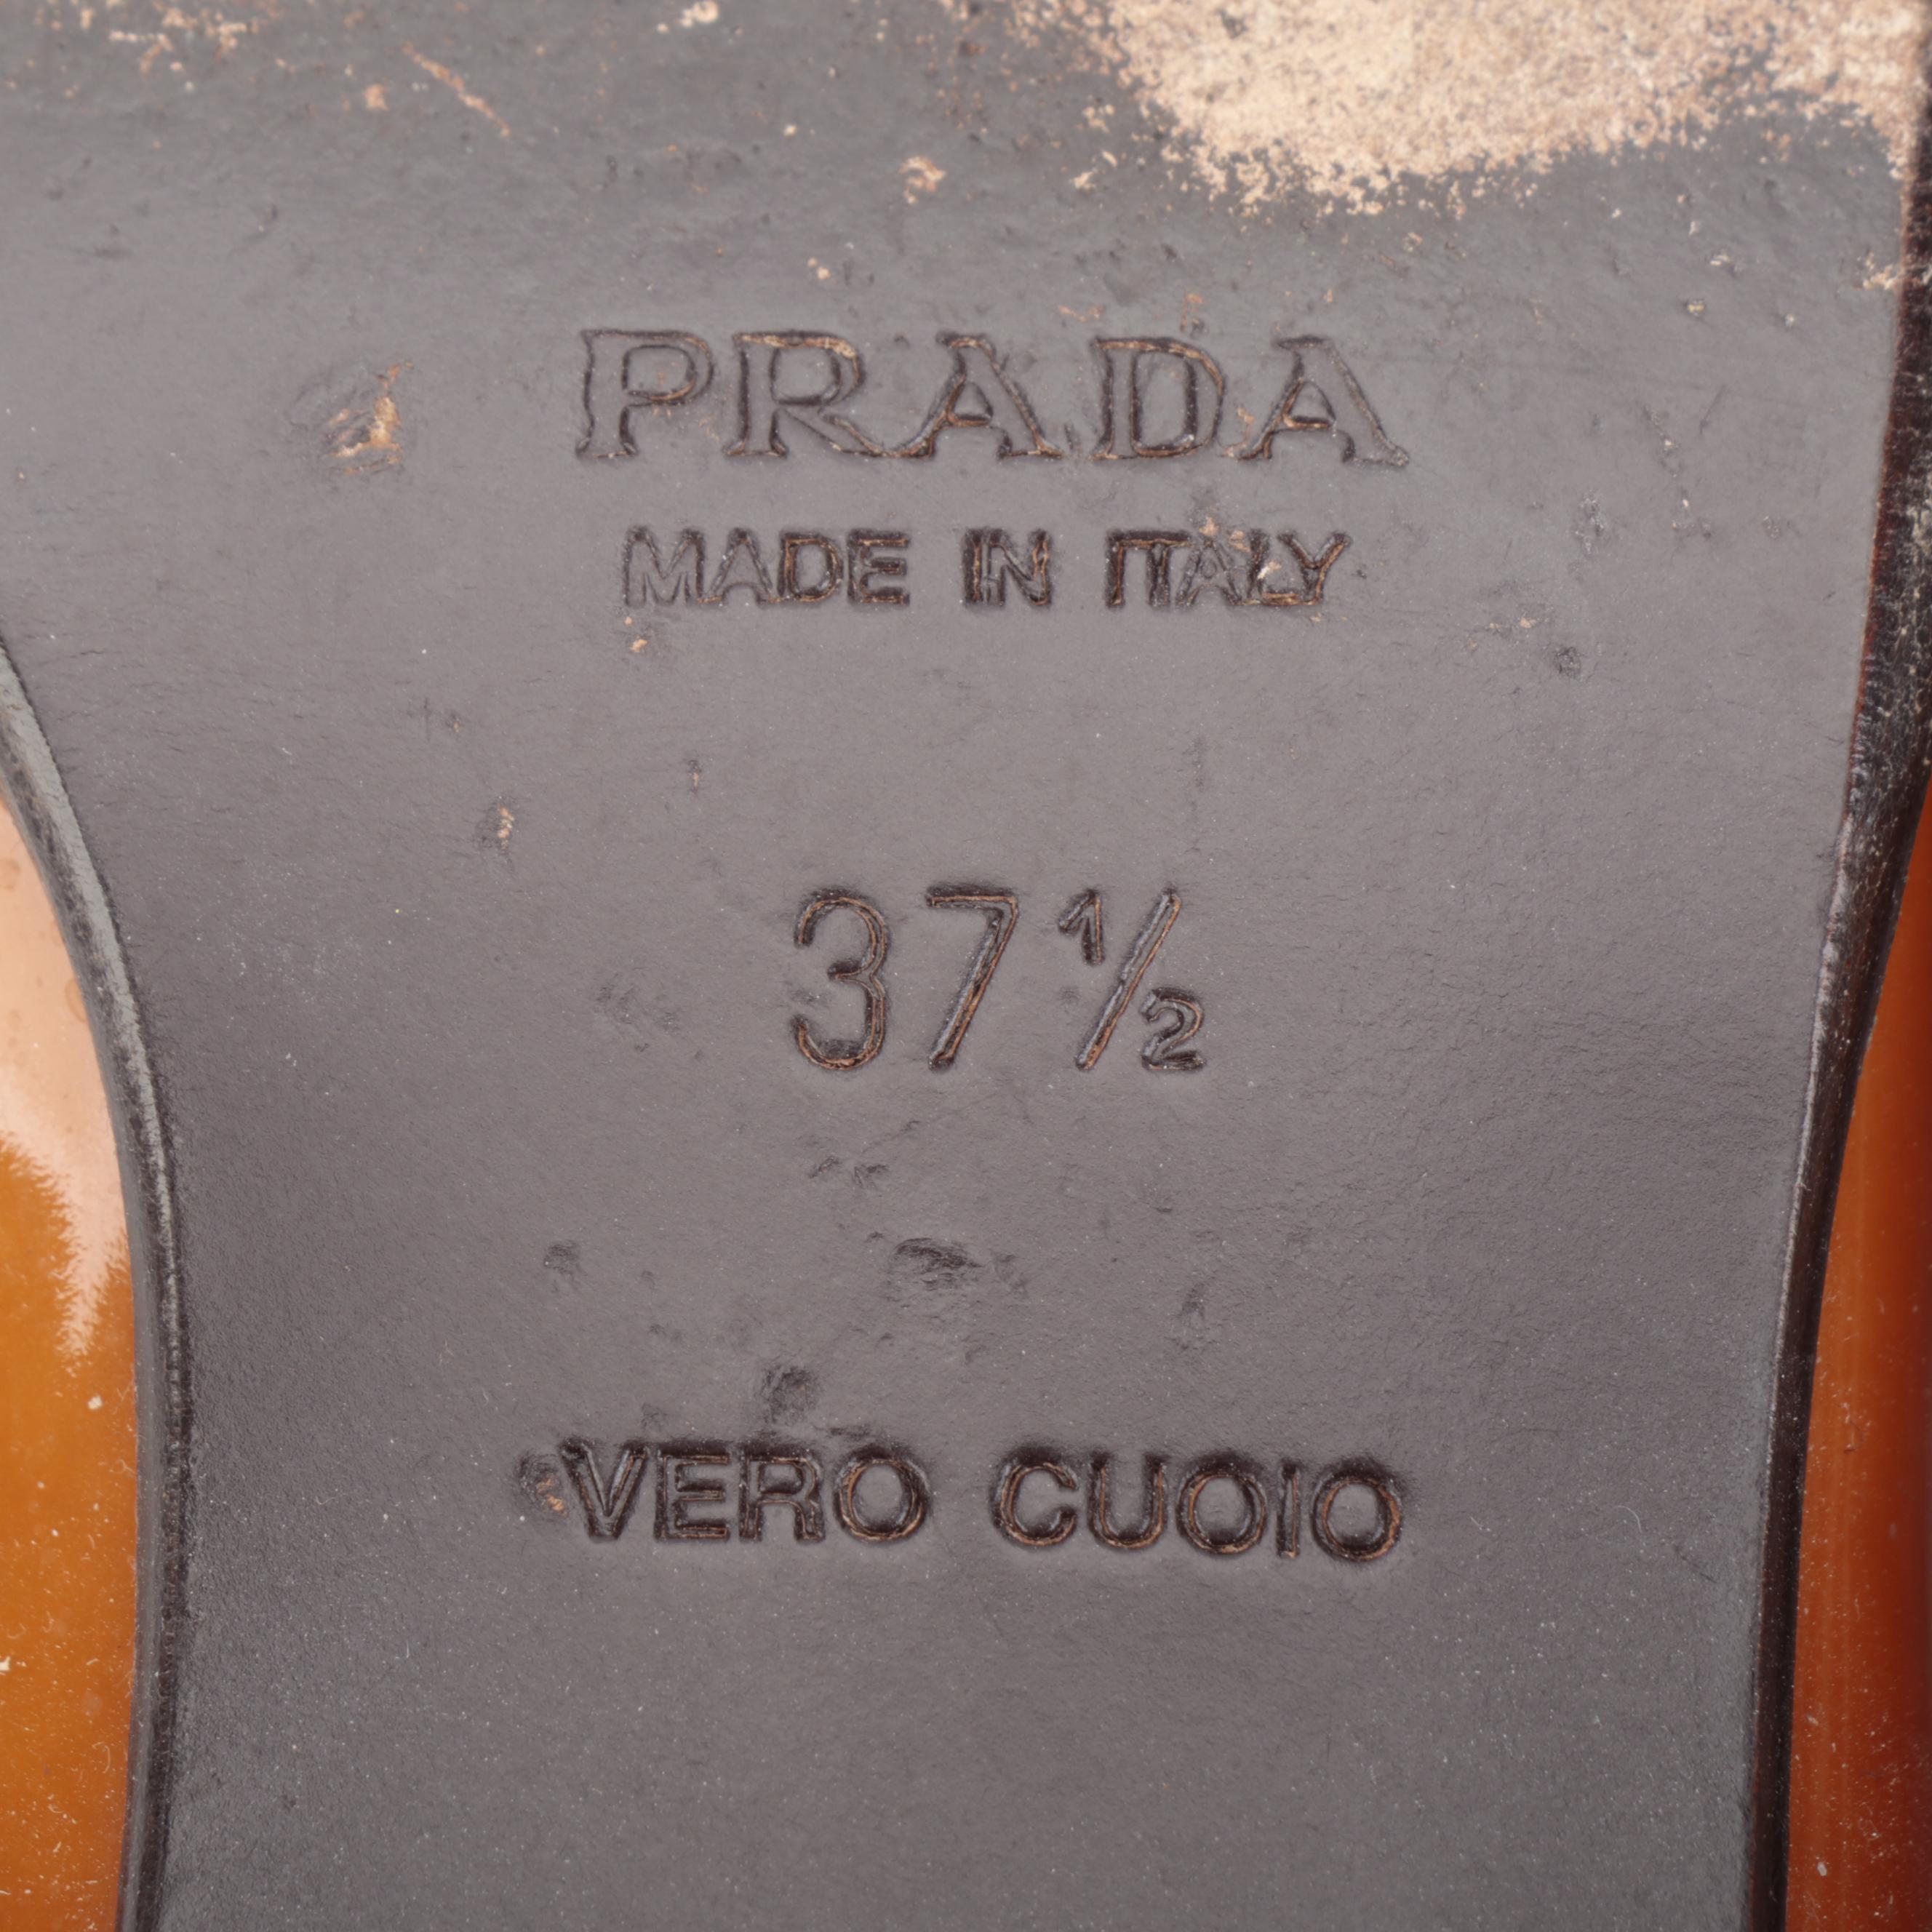 PRADA
MADE IN ITALY
37½
VERO CUOIO